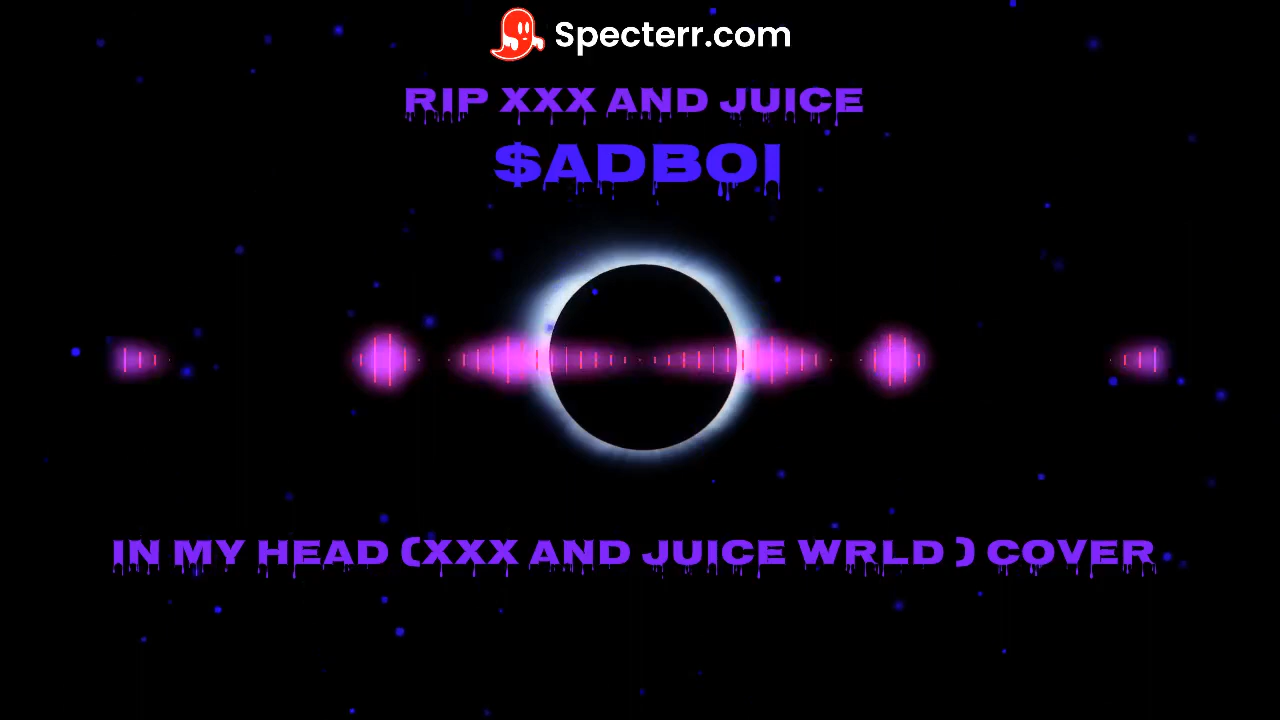 Specterr.com
RIP XXX AND JUICE
$ADBOI
IN MY HEAD (XXX AND JUICE WRLD ) COVER